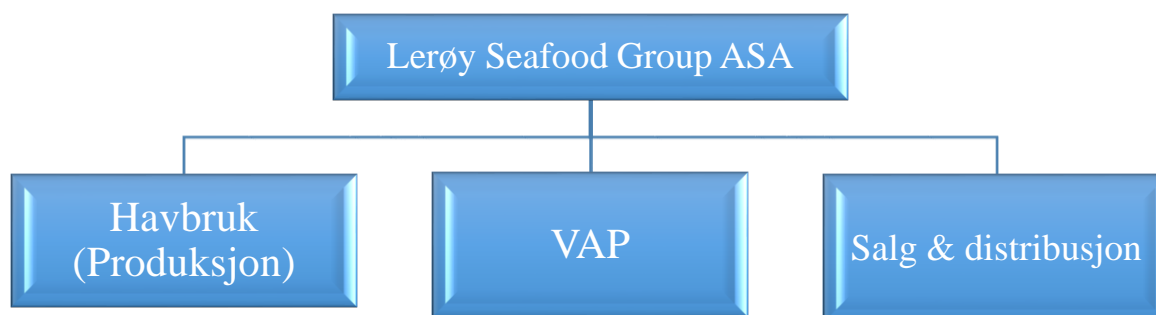 Lerøy Seafood Group ASA
Havbruk
(Produksjon)
VAP
Salg & distribusjon